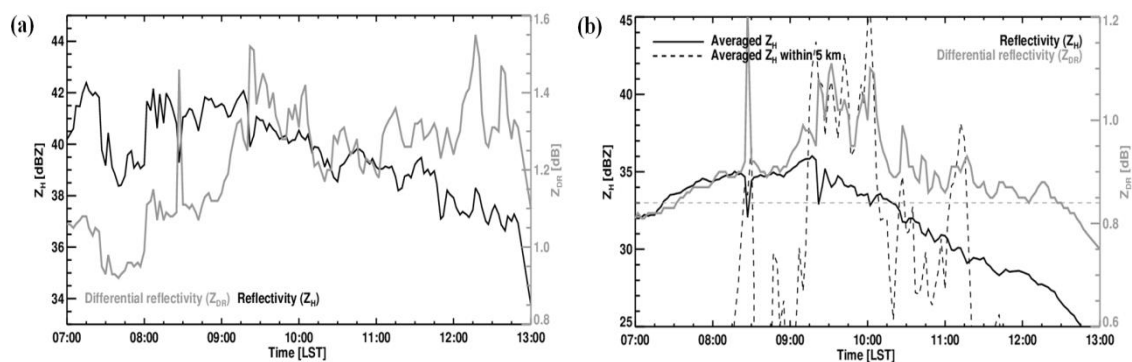 (a)
1.6
44
42
1.4
40
Z_H [dBZ]
1.2
Z_DR [dB]
38
1.0
36
Differential reflectivity (Z_DR) Reflectivity (Z_H)
34
0.8
07:00 08:00 09:00 10:00 11:00 12:00 13:00
Time [LST]
(b)
45
1.2
Averaged Z_H Reflectivity (Z_H)
Averaged Z_H within 5 km Differential reflectivity (Z_DR)
40
1.0
Z_H [dBZ]
35
Z_DR [dB]
0.8
30
25
0.6
07:00 08:00 09:00 10:00 11:00 12:00 13:00
Time [LST]